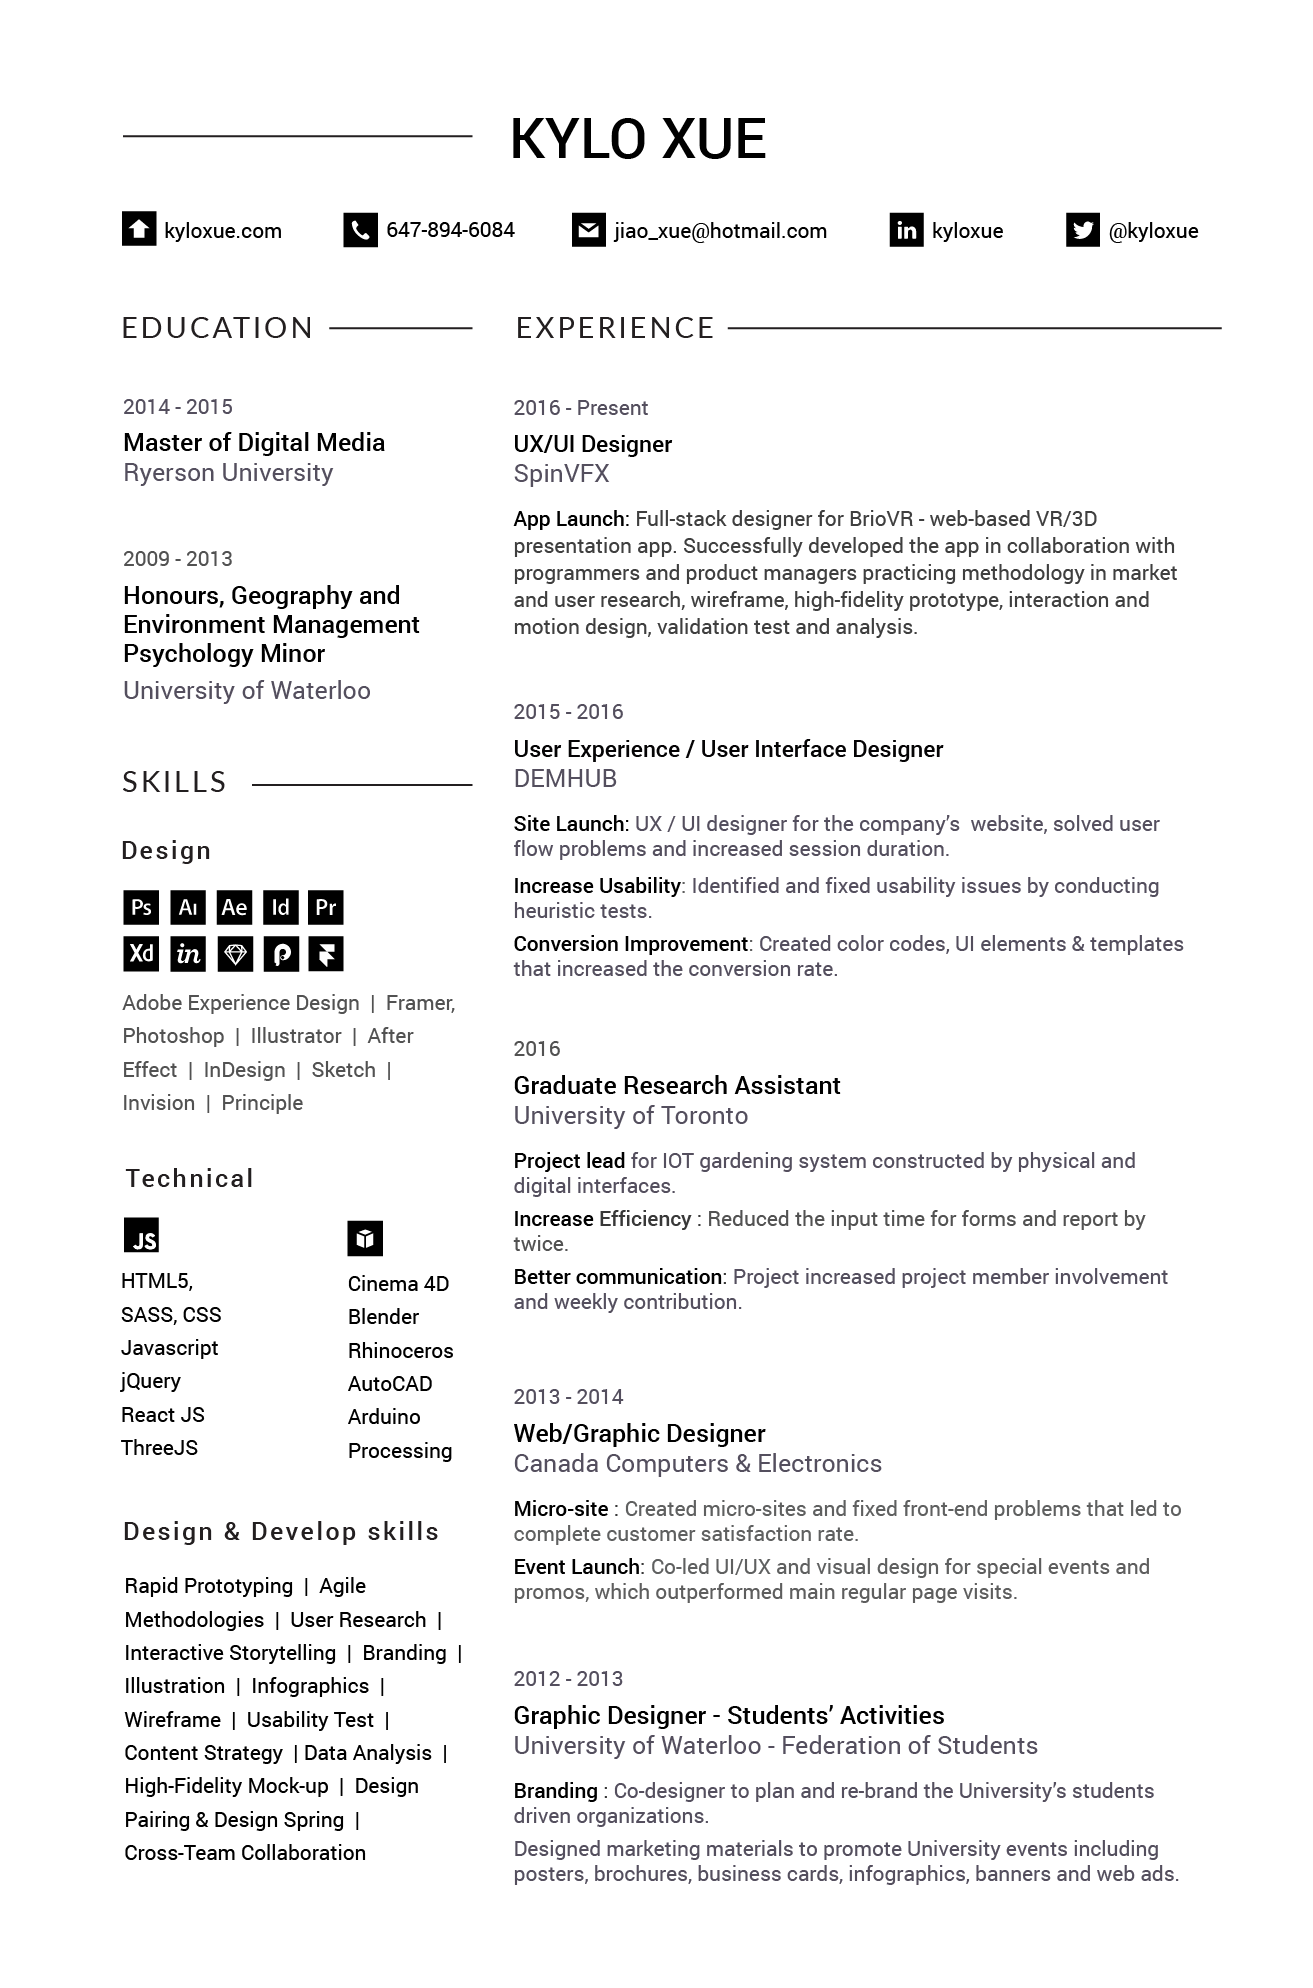 KYLO XUE
kyloxue.com
647-894-6084
jiao_xue@hotmail.com
in kyloxue
@kyloxue
EDUCATION
2014 - 2015
Master of Digital Media
Ryerson University
2009 - 2013
Honours, Geography and
Environment Management
Psychology Minor
University of Waterloo
SKILLS
Design
Ps Ai Ae Id Pr
Xd in
Adobe Experience Design | Framer,
Photoshop | Illustrator | After
Effect | InDesign | Sketch |
Invision | Principle
Technical
JS
HTML5,
SASS, CSS
Javascript
jQuery
React JS
ThreeJS
Cinema 4D
Blender
Rhinoceros
AutoCAD
Arduino
Processing
Design & Develop skills
Rapid Prototyping | Agile
Methodologies | User Research |
Interactive Storytelling | Branding |
Illustration | Infographics |
Wireframe | Usability Test |
Content Strategy | Data Analysis |
High-Fidelity Mock-up | Design
Pairing & Design Spring |
Cross-Team Collaboration
EXPERIENCE
2016 - Present
UX/UI Designer
SpinVFX
App Launch: Full-stack designer for BrioVR - web-based VR/3D
presentation app. Successfully developed the app in collaboration with
programmers and product managers practicing methodology in market
and user research, wireframe, high-fidelity prototype, interaction and
motion design, validation test and analysis.
2015 - 2016
User Experience / User Interface Designer
DEMHUB
Site Launch: UX / UI designer for the company’s website, solved user
flow problems and increased session duration.
Increase Usability: Identified and fixed usability issues by conducting
heuristic tests.
Conversion Improvement: Created color codes, UI elements & templates
that increased the conversion rate.
2016
Graduate Research Assistant
University of Toronto
Project lead for IOT gardening system constructed by physical and
digital interfaces.
Increase Efficiency : Reduced the input time for forms and report by
twice.
Better communication: Project increased project member involvement
and weekly contribution.
2013 - 2014
Web/Graphic Designer
Canada Computers & Electronics
Micro-site : Created micro-sites and fixed front-end problems that led to
complete customer satisfaction rate.
Event Launch: Co-led UI/UX and visual design for special events and
promos, which outperformed main regular page visits.
2012 - 2013
Graphic Designer - Students’ Activities
University of Waterloo - Federation of Students
Branding : Co-designer to plan and re-brand the University’s students
driven organizations.
Designed marketing materials to promote University events including
posters, brochures, business cards, infographics, banners and web ads.